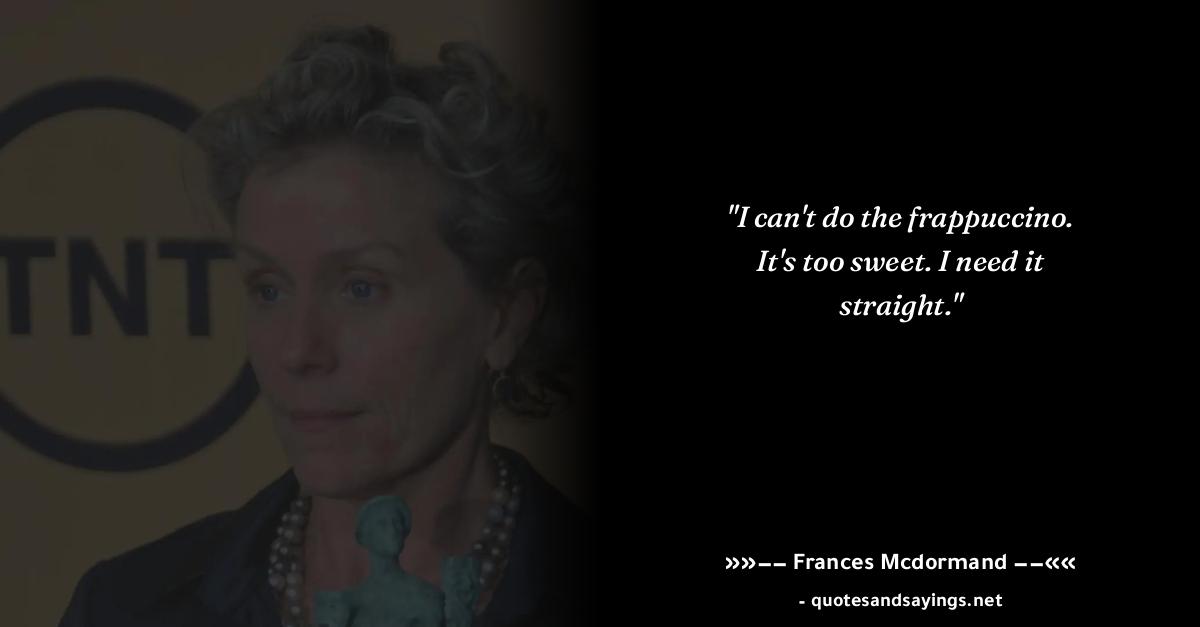 TNT
"I can't do the frappuccino.
It's too sweet. I need it
straight."
»»–– Frances Mcdormand ––««
- quotesandsayings.net